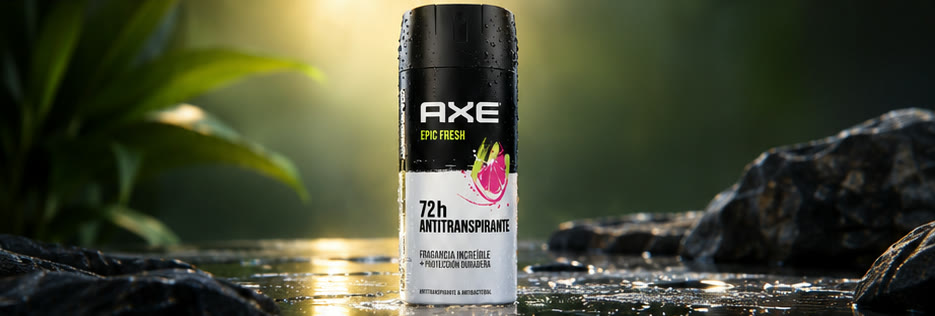 AXE
EPIC FRESH
72h
ANTITRANSPIRANTE
FRAGANCIA INCREÍBLE
+ PROTECCIÓN DURADERA
ANTITRANSPIRANTE & ANTIBACTERIAL